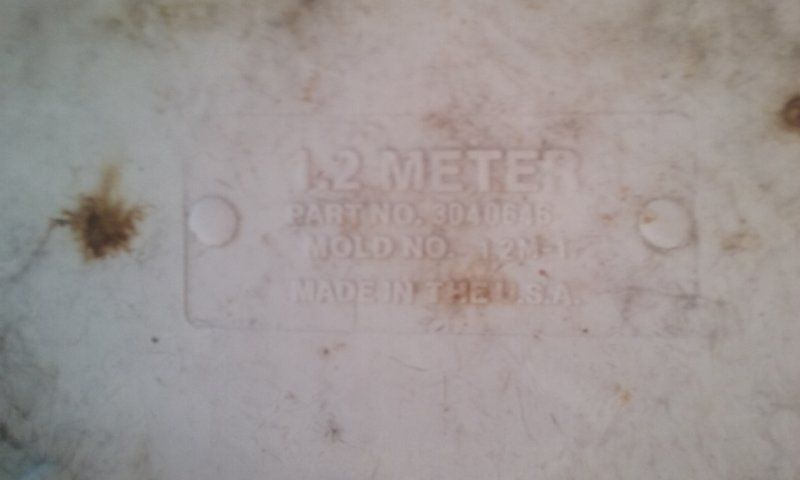 1.2 METER
PART NO. 3040646
MOLD NO. 1.2M-1
MADE IN THE U.S.A.